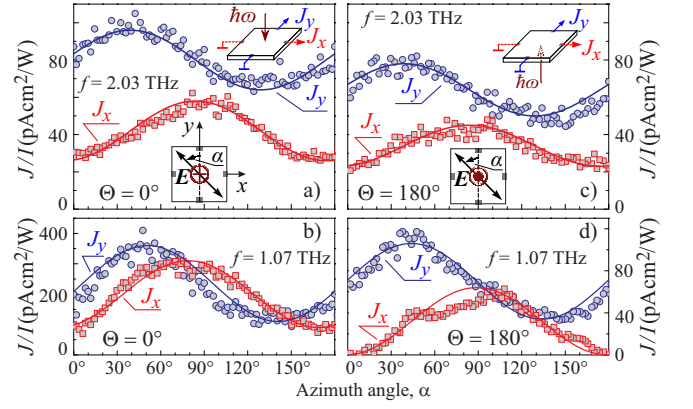 a)
f = 2.03 THz
ħω
J_y
J_x
J_y
J_x
y
α
E
x
Θ = 0°
J/I (pAcm²/W)
100
80
60
40
20
c)
f = 2.03 THz
J_y
J_x
ħω
J_y
J_x
α
E
Θ = 180°
J/I (pAcm²/W)
80
40
0
b)
f = 1.07 THz
J_y
J_x
Θ = 0°
J/I (pAcm²/W)
400
200
0
0° 30° 60° 90° 120° 150°
d)
f = 1.07 THz
J_y
J_x
Θ = 180°
J/I (pAcm²/W)
100
60
20
0
0° 30° 60° 90° 120° 150°
Azimuth angle, α